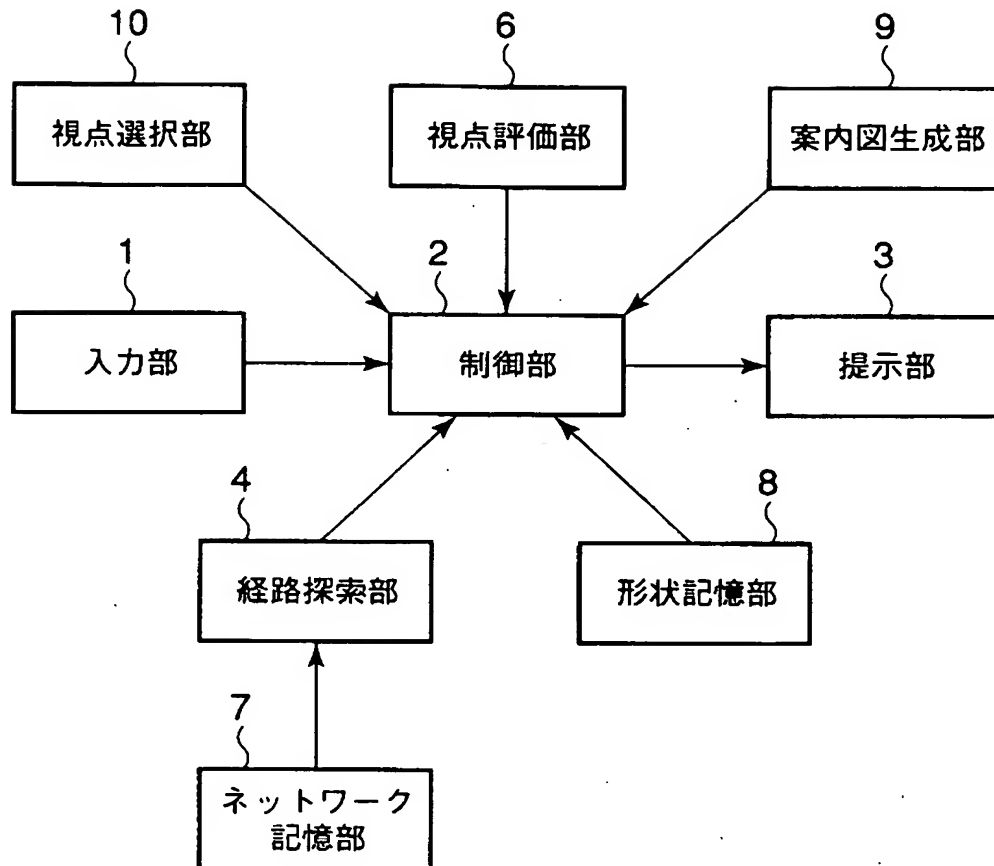 10
6
9
視点選択部
視点評価部
案内図生成部
1
2
3
入力部
制御部
提示部
4
8
経路探索部
形状記憶部
7
ネットワーク
記憶部